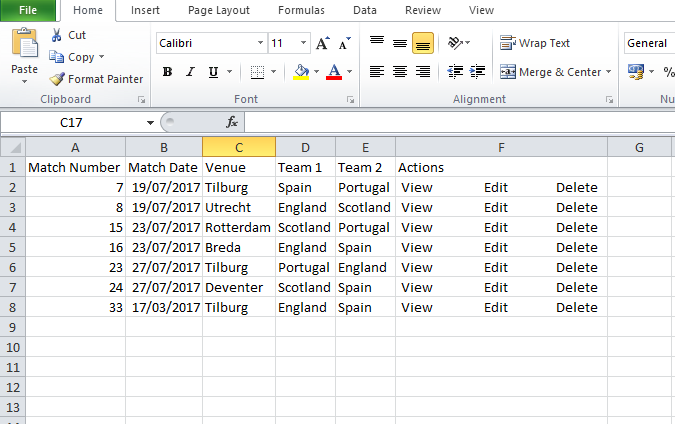 File Home Insert Page Layout Formulas Data Review View
Cut
Calibri 11 A A Wrap Text General
Copy
Paste
Format Painter B I U A Merge & Center %
Clipboard Font Alignment Nu
C17 fx
A B C D E F G
1 Match Number Match Date Venue Team 1 Team 2 Actions
2 7 19/07/2017 Tilburg Spain Portugal View Edit Delete
3 8 19/07/2017 Utrecht England Scotland View Edit Delete
4 15 23/07/2017 Rotterdam Scotland Portugal View Edit Delete
5 16 23/07/2017 Breda England Spain View Edit Delete
6 23 27/07/2017 Tilburg Portugal England View Edit Delete
7 24 27/07/2017 Deventer Scotland Spain View Edit Delete
8 33 17/03/2017 Tilburg England Spain View Edit Delete
9
10
11
12
13